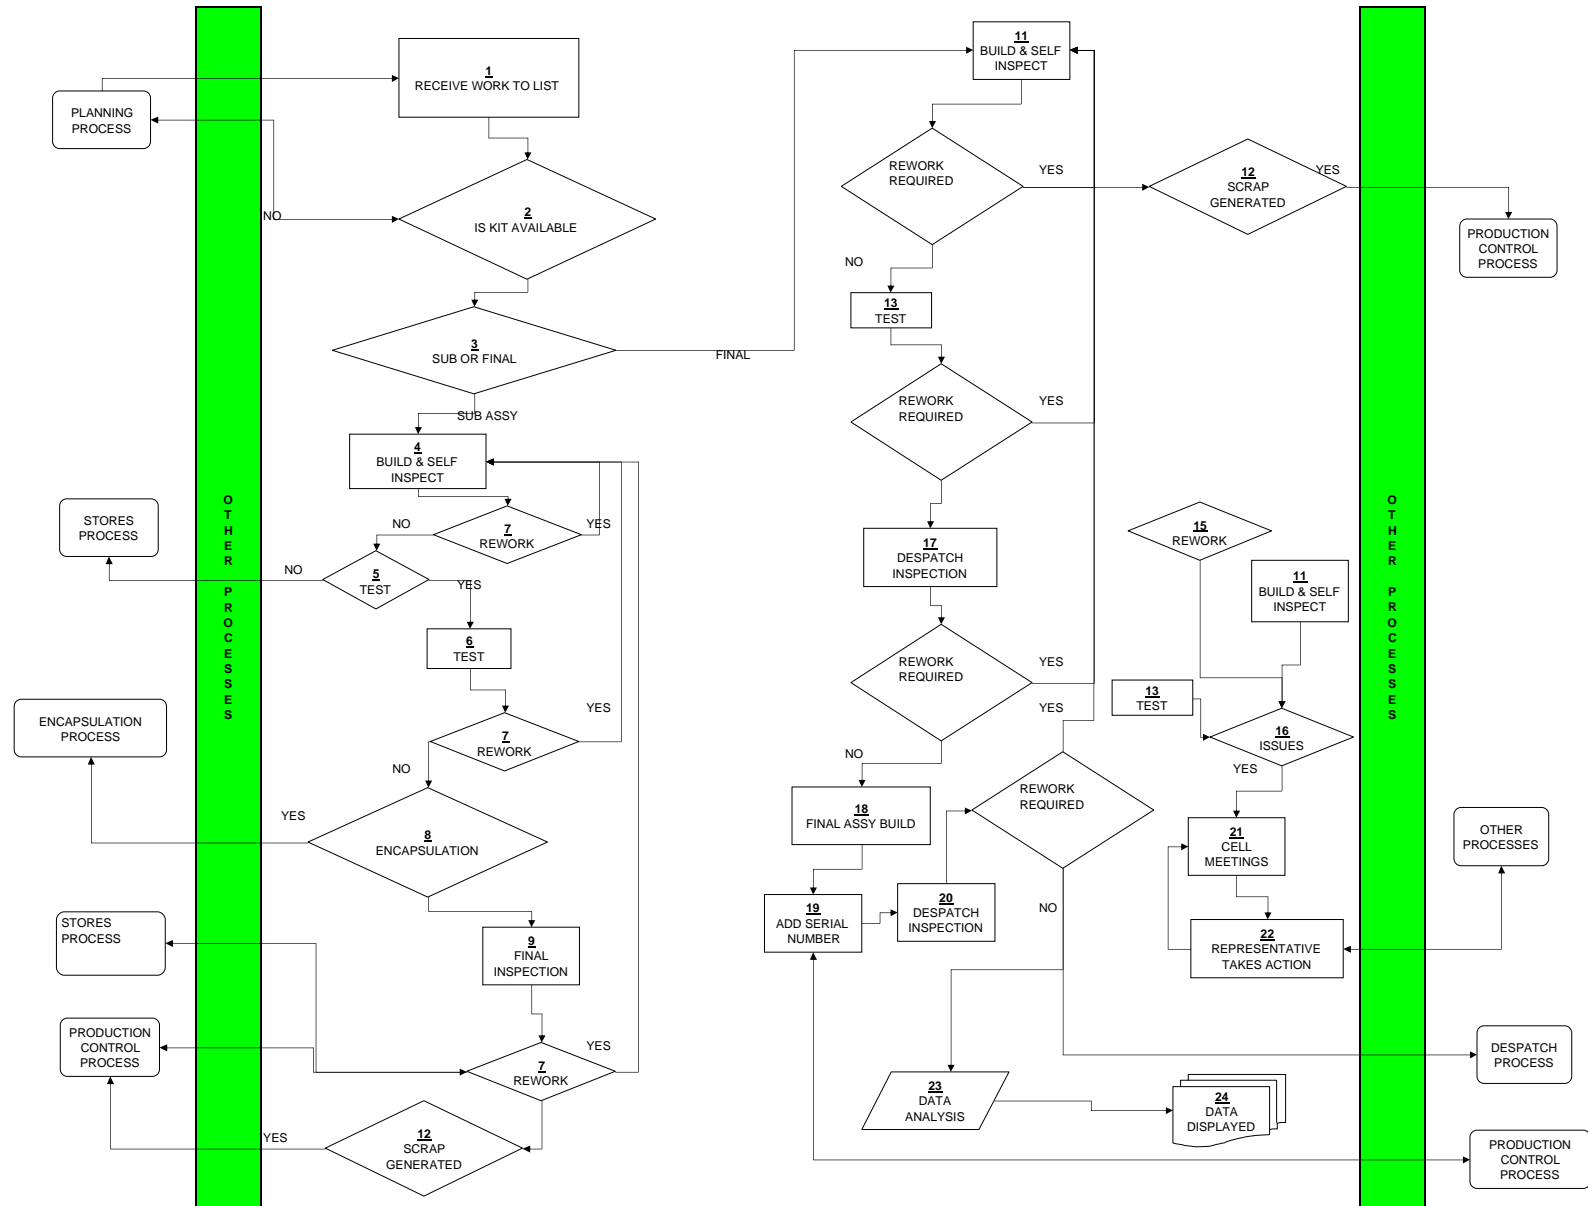 1
RECEIVE WORK TO LIST
PLANNING
PROCESS
NO
2
IS KIT AVAILABLE
3
SUB OR FINAL
FINAL
SUB ASSY
4
BUILD & SELF
INSPECT
STORES
PROCESS
NO
7
REWORK
YES
NO
5
TEST
YES
6
TEST
ENCAPSULATION
PROCESS
7
REWORK
YES
NO
YES
8
ENCAPSULATION
STORES
PROCESS
9
FINAL
INSPECTION
PRODUCTION
CONTROL
PROCESS
YES
7
REWORK
YES
12
SCRAP
GENERATED
O
T
H
E
R
P
R
O
C
E
S
S
E
S
11
BUILD & SELF
INSPECT
REWORK
REQUIRED
YES
12
SCRAP
GENERATED
YES
PRODUCTION
CONTROL
PROCESS
NO
13
TEST
REWORK
REQUIRED
YES
17
DESPATCH
INSPECTION
REWORK
REQUIRED
YES
YES
NO
18
FINAL ASSY BUILD
REWORK
REQUIRED
19
ADD SERIAL
NUMBER
20
DESPATCH
INSPECTION
NO
15
REWORK
11
BUILD & SELF
INSPECT
13
TEST
16
ISSUES
YES
21
CELL
MEETINGS
OTHER
PROCESSES
22
REPRESENTATIVE
TAKES ACTION
DESPATCH
PROCESS
23
DATA
ANALYSIS
24
DATA
DISPLAYED
PRODUCTION
CONTROL
PROCESS
O
T
H
E
R
P
R
O
C
E
S
S
E
S